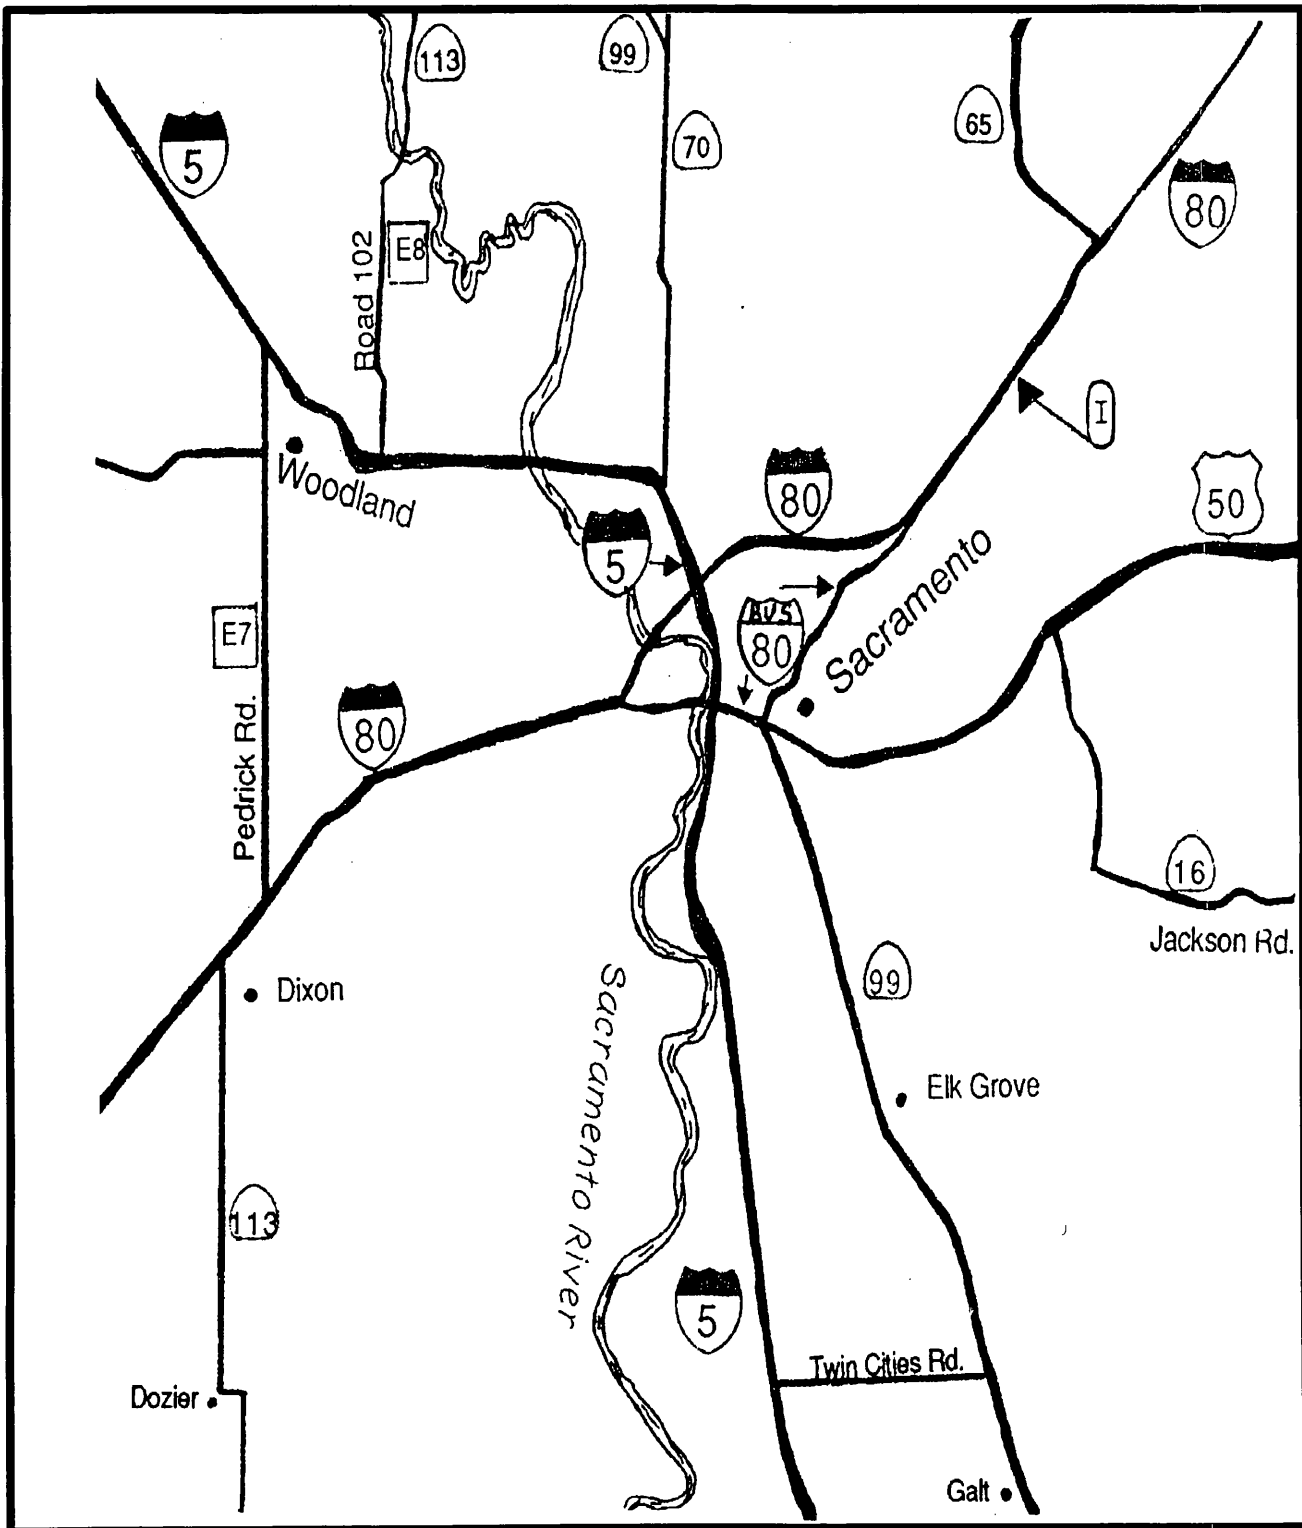 113
99
5
70
65
80
Road 102
E8
I
Woodland
80
50
5
BUS
80
Sacramento
E7
80
Pedrick Rd.
16
Jackson Rd.
99
Dixon
Sacramento River
Elk Grove
113
5
Twin Cities Rd.
Dozier
Galt